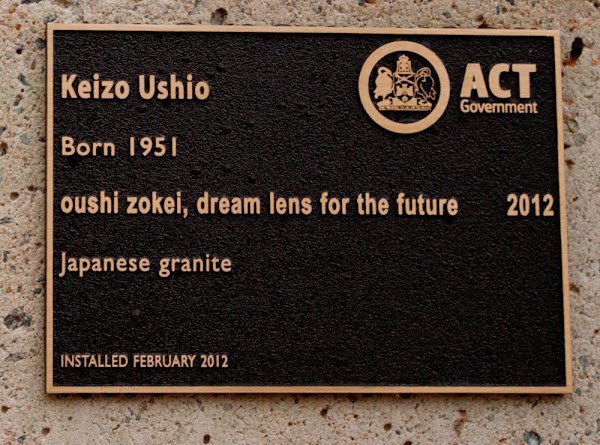 Keizo Ushio
ACT
Government
Born 1951
oushi zokei, dream lens for the future 2012
Japanese granite
INSTALLED FEBRUARY 2012